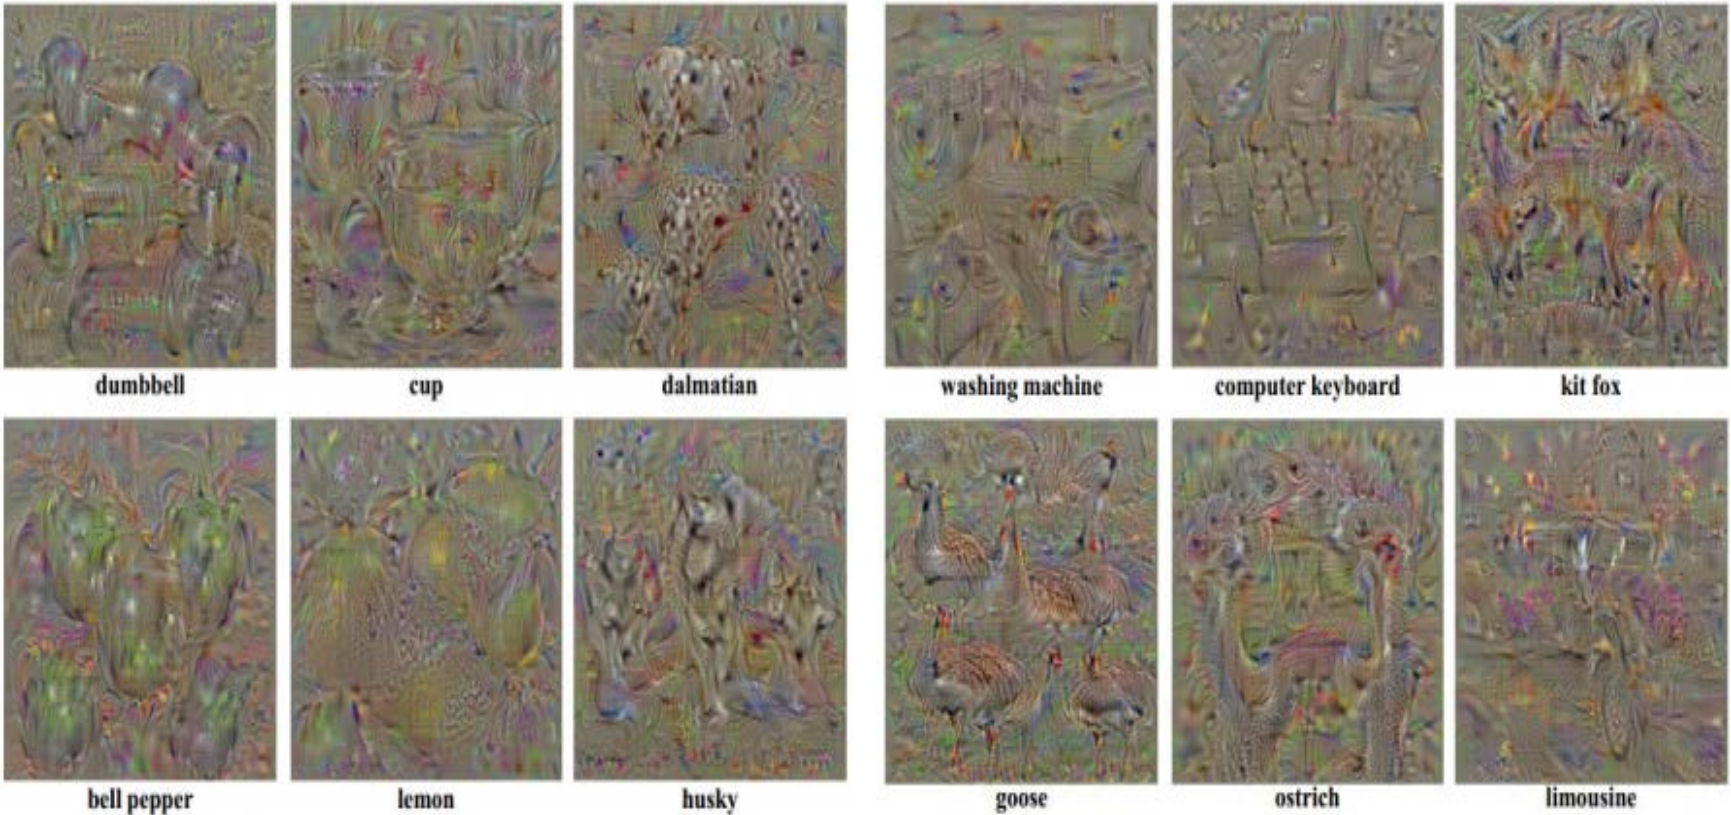 dumbbell
cup
dalmatian
washing machine
computer keyboard
kit fox
bell pepper
lemon
husky
goose
ostrich
limousine